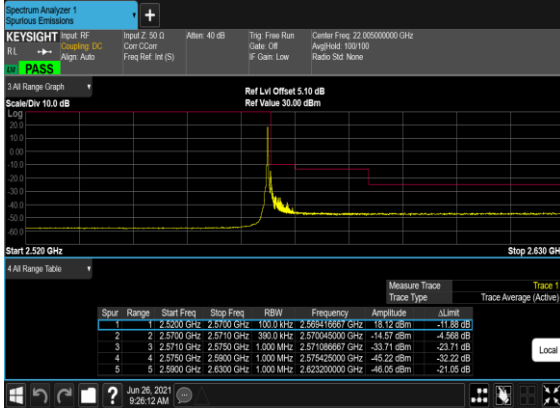 Spectrum Analyzer 1
Spurious Emissions
+
KEYSIGHT Input: RF Input Z: 50 Ω Atten: 40 dB Trig: Free Run Center Freq: 22.005000000 GHz
RL Coupling: DC Corr CCorr Gate: Off Avg|Hold: 100/100
Align: Auto Freq Ref: Int (S) IF Gain: Low Radio Std: None
PASS
3 All Range Graph
Ref Lvl Offset 5.10 dB
Scale/Div 10.0 dB Ref Value 30.00 dBm
Log
20.0
10.0
0.00
-10.0
-20.0
-30.0
-40.0
-50.0
-60.0
Start 2.520 GHz Stop 2.630 GH
4 All Range Table
Measure Trace Trace 1
Trace Type Trace Average (Active)
Spur Range Start Freq Stop Freq RBW Frequency Amplitude ΔLimit
1 1 2.5200 GHz 2.5700 GHz 100.0 kHz 2.569416667 GHz 18.12 dBm -11.88 dB
2 2 2.5700 GHz 2.5710 GHz 390.0 kHz 2.570045000 GHz -14.57 dBm -4.568 dB
3 3 2.5710 GHz 2.5750 GHz 1.000 MHz 2.571086667 GHz -33.71 dBm -23.71 dB
4 4 2.5750 GHz 2.5900 GHz 1.000 MHz 2.575425000 GHz -45.22 dBm -32.22 dB
5 5 2.5900 GHz 2.6300 GHz 1.000 MHz 2.623200000 GHz -46.05 dBm -21.05 dB
Local
?
Jun 26, 2021
9:26:12 AM